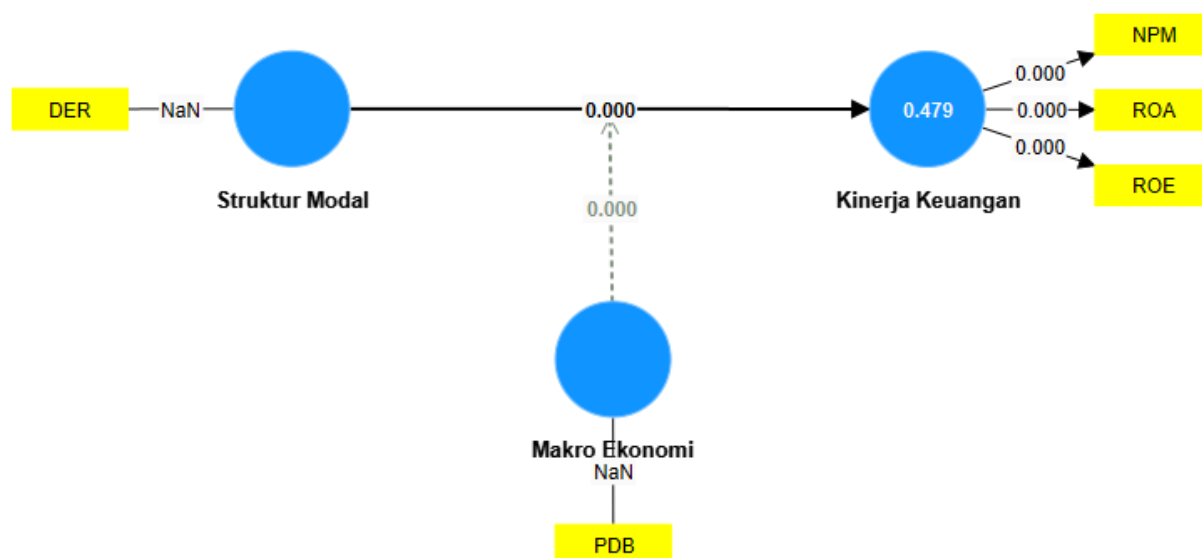 NPM
0.000
DER
NaN
0.000
0.479
0.000
ROA
0.000
ROE
Struktur Modal
Kinerja Keuangan
0.000
Makro Ekonomi
NaN
PDB